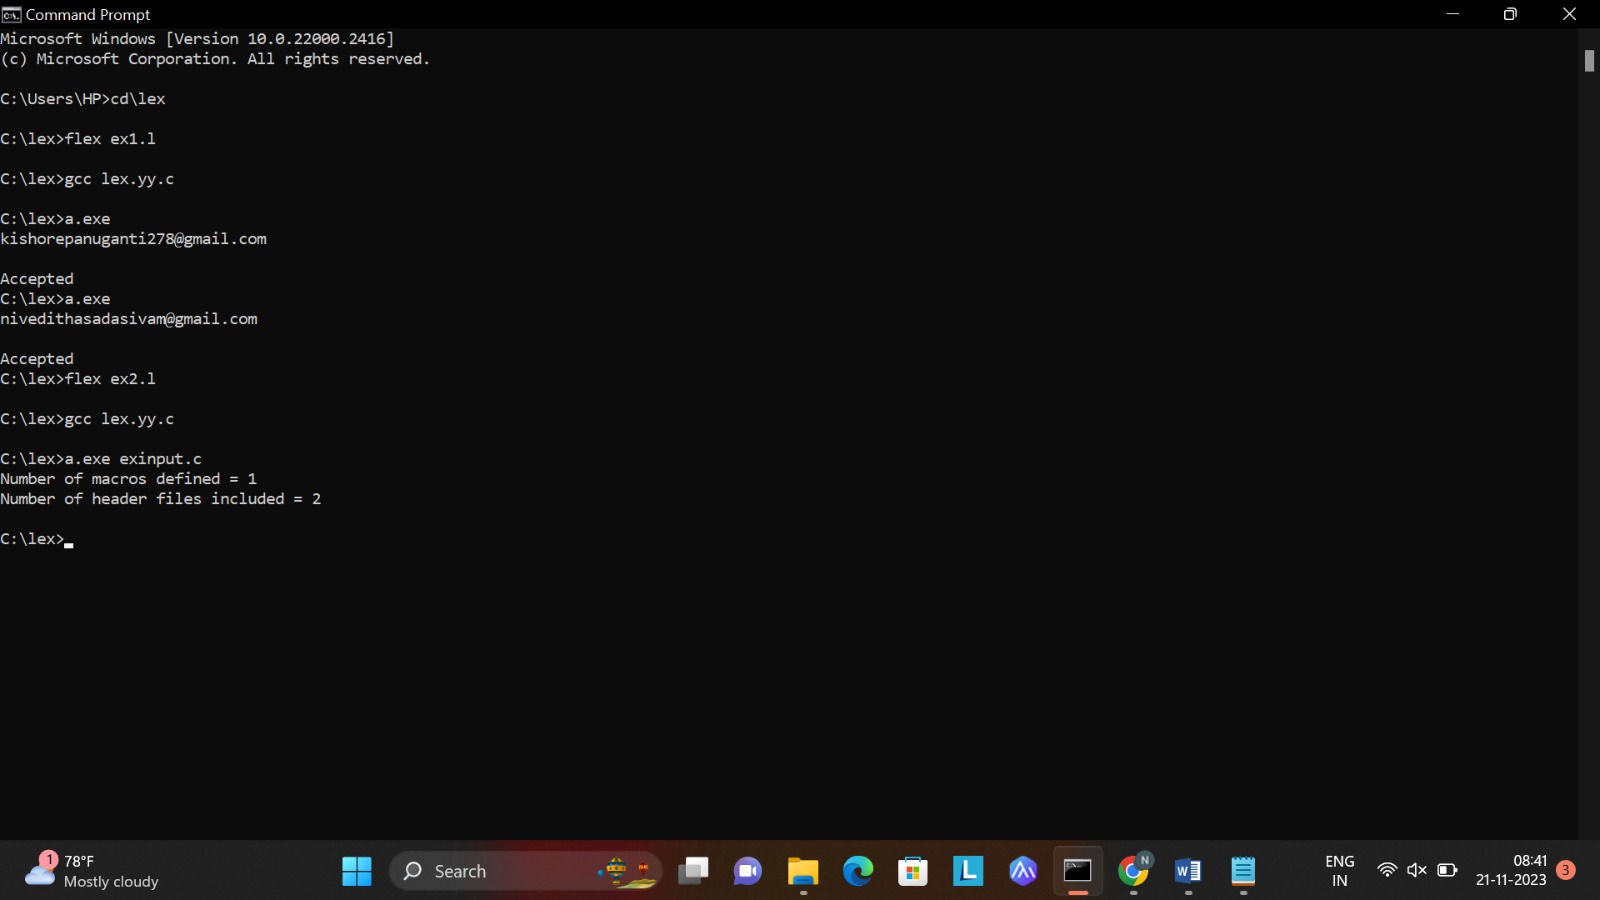 Command Prompt
Microsoft Windows [Version 10.0.22000.2416]
(c) Microsoft Corporation. All rights reserved.
C:\Users\HP>cd\lex
C:\lex>flex ex1.l
C:\lex>gcc lex.yy.c
C:\lex>a.exe
kishorepanuganti278@gmail.com
Accepted
C:\lex>a.exe
nivedithasadasivam@gmail.com
Accepted
C:\lex>flex ex2.l
C:\lex>gcc lex.yy.c
C:\lex>a.exe exinput.c
Number of macros defined = 1
Number of header files included = 2
C:\lex>
1 78°F
Mostly cloudy
Search
L
N
W
ENG
IN
08:41
21-11-2023
3